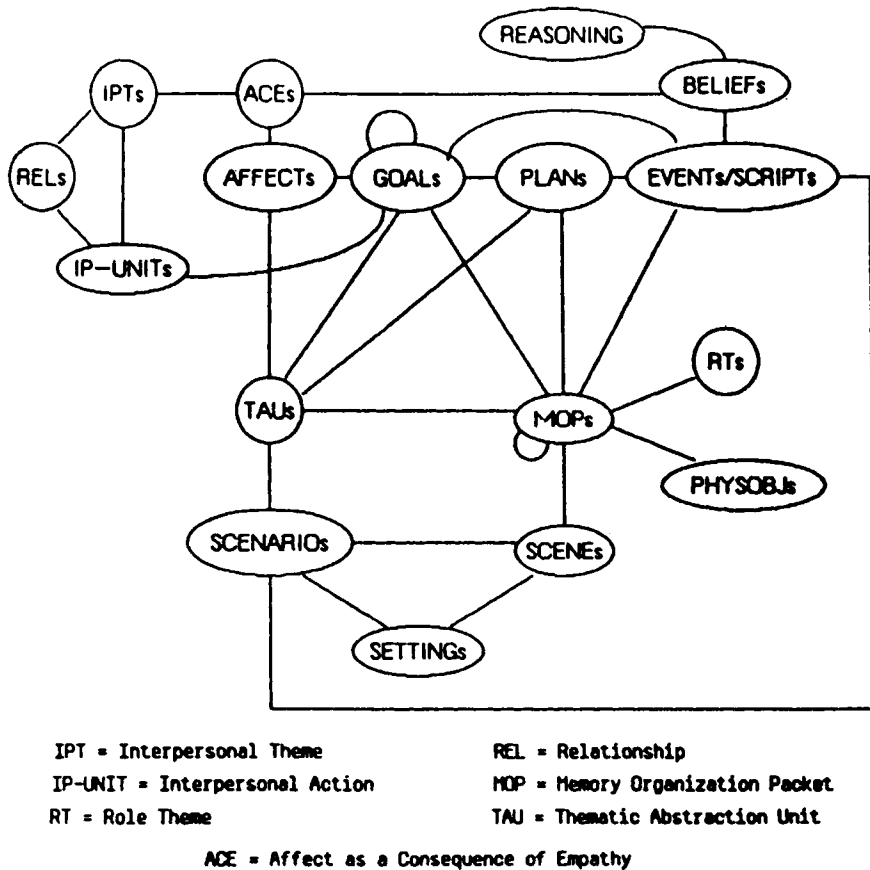 REASONING
IPTs ACEs BELIEFs
RELs AFFECTs GOALs PLANs EVENTs/SCRIPTs
IP-UNITs
RTs
TAUs MOPs
PHYSOBJs
SCENARIOs SCENEs
SETTINGs
IPT = Interpersonal Theme REL = Relationship
IP-UNIT = Interpersonal Action MOP = Memory Organization Packet
RT = Role Theme TAU = Thematic Abstraction Unit
ACE = Affect as a Consequence of Empathy